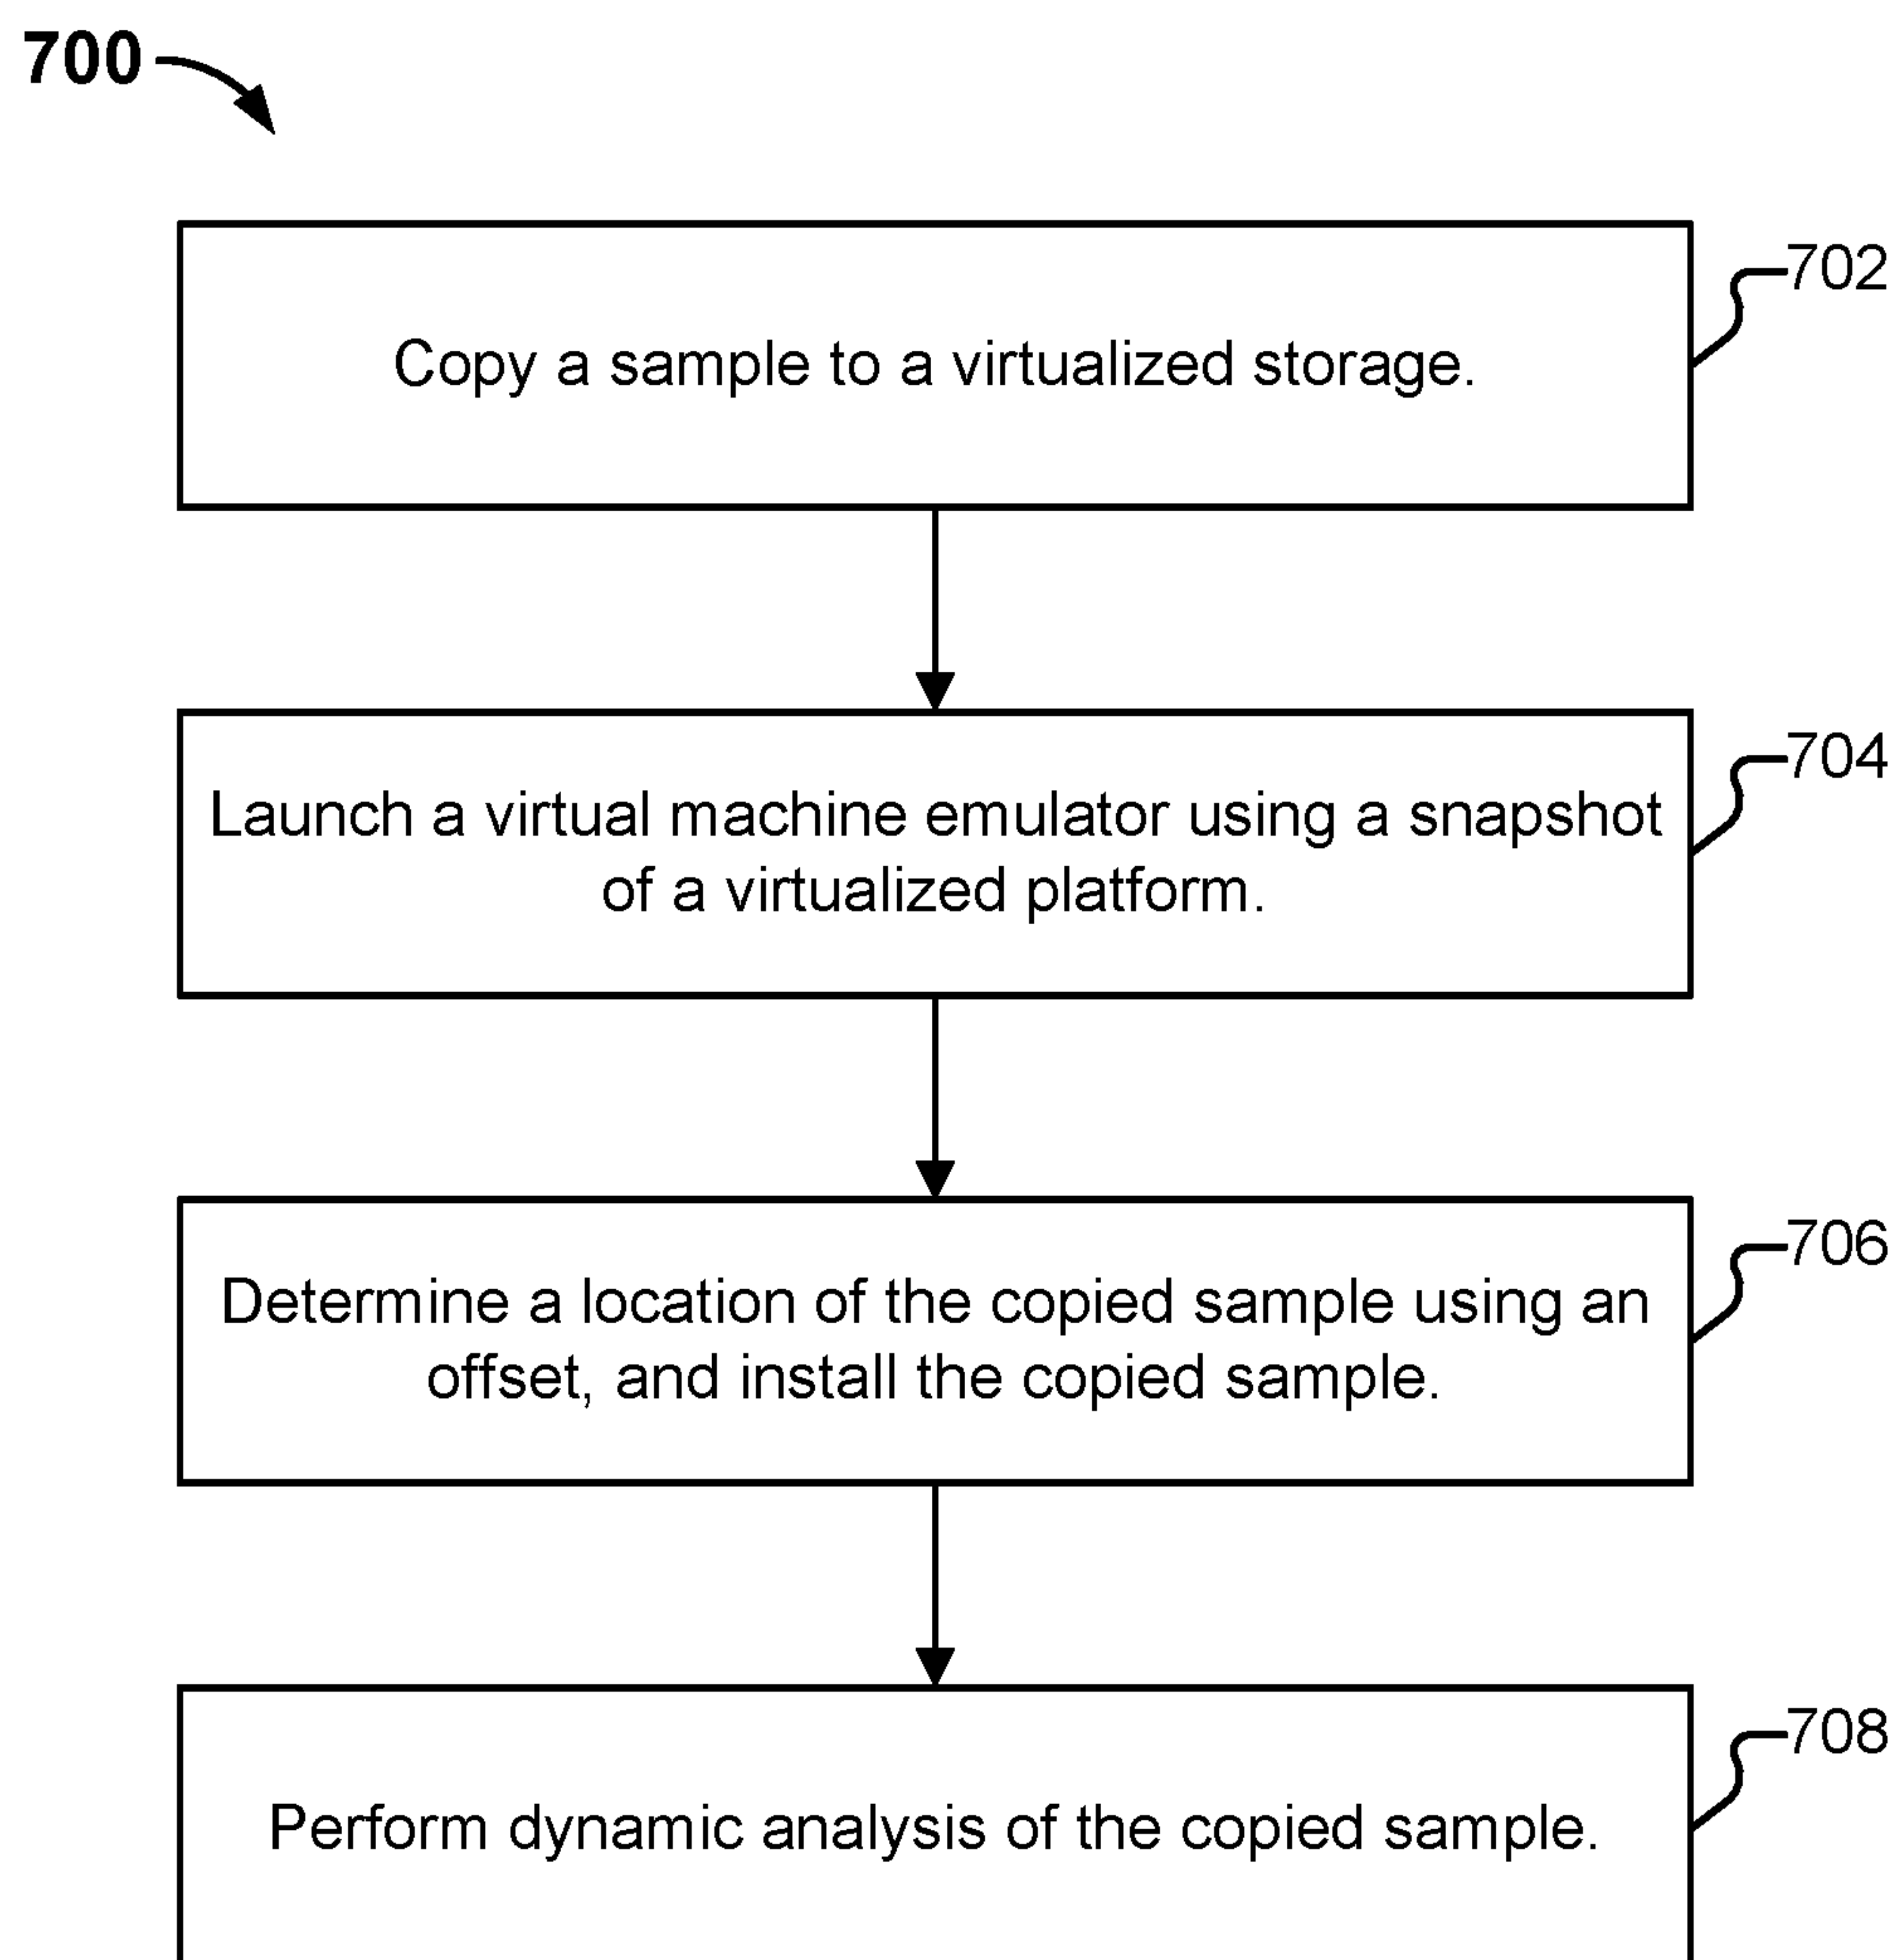 700
702
Copy a sample to a virtualized storage.
704
Launch a virtual machine emulator using a snapshot
of a virtualized platform.
706
Determine a location of the copied sample using an
offset, and install the copied sample.
708
Perform dynamic analysis of the copied sample.